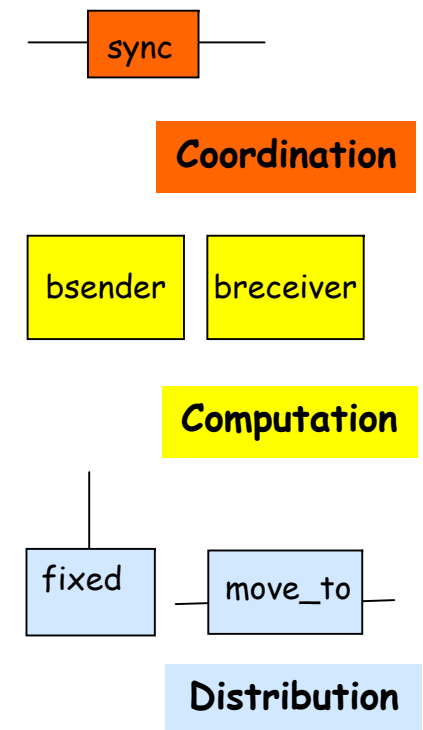 sync
Coordination
bsender breceiver
Computation
fixed move_to
Distribution